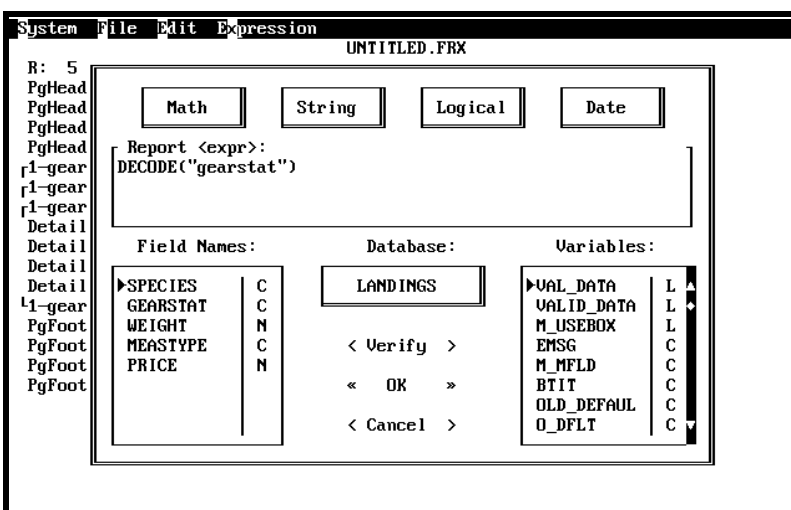 System File Edit Expression
UNTITLED.FRX
R: 5
PgHead
PgHead
PgHead
PgHead
1-gear
1-gear
1-gear
Detail
Detail
Detail
Detail
1-gear
PgFoot
PgFoot
PgFoot
PgFoot
Math String Logical Date
Report <expr>:
DECODE("gearstat")
Field Names: Database: Variables:
SPECIES C
GEARSTAT C
WEIGHT N
MEASTYPE C
PRICE N
LANDINGS
< Verify >
« OK »
< Cancel >
VAL_DATA L
VALID_DATA L
M_USEBOX L
EMSG C
M_MFLD C
BTIT C
OLD_DEFAUL C
O_DFLT C